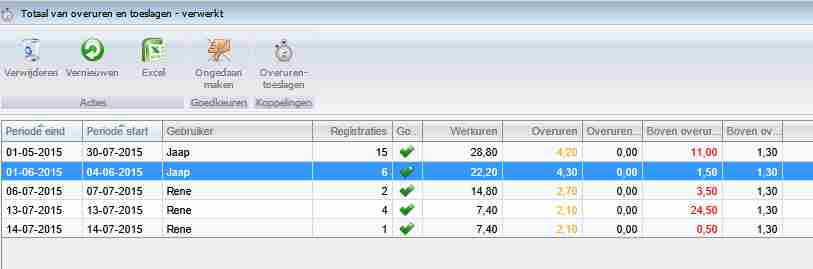 Totaal van overuren en toeslagen - verwerkt
Verwijderen Vernieuwen Excel Ongedaan maken Overuren-toeslagen
Acties Goedkeuren Koppelingen
Periode eind Periode start Gebruiker Registraties Go... Werkuren Overuren Overuren... Boven overur... Boven ov...
01-05-2015 30-07-2015 Jaap 15 28,80 4,20 0,00 11,00 1,30
01-06-2015 04-06-2015 Jaap 6 22,20 4,30 0,00 1,50 1,30
06-07-2015 07-07-2015 Rene 2 14,80 2,70 0,00 3,50 1,30
13-07-2015 13-07-2015 Rene 4 7,40 2,10 0,00 24,50 1,30
14-07-2015 14-07-2015 Rene 1 7,40 2,10 0,00 0,50 1,30